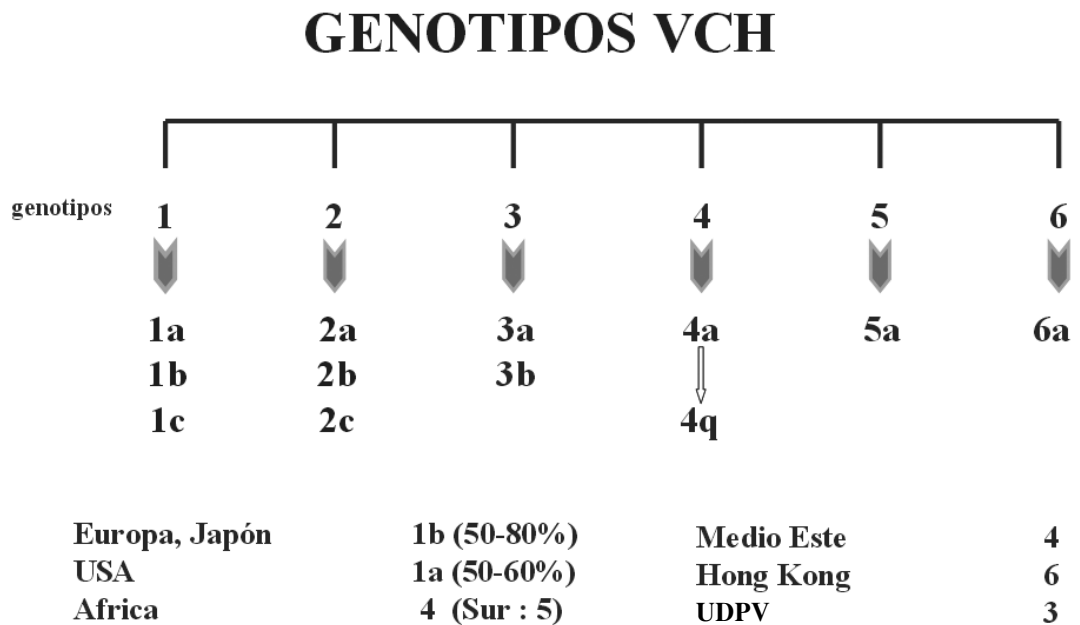 GENOTIPOS VCH
genotipos 1 2 3 4 5 6
1a 2a 3a 4a 5a 6a
1b 2b 3b
1c 2c 4q
Europa, Japón 1b (50-80%) Medio Este 4
USA 1a (50-60%) Hong Kong 6
Africa 4 (Sur : 5) UDPV 3